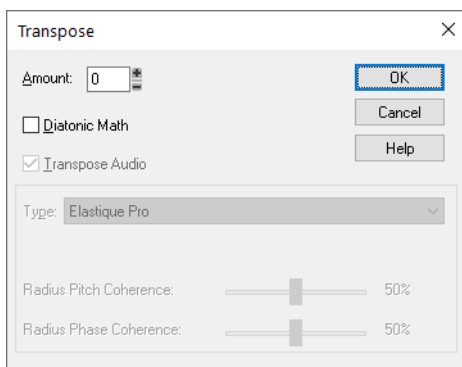 Transpose
Amount: 0
OK
Diatonic Math
Cancel
Transpose Audio
Help
Type: Elastique Pro
Radius Pitch Coherence: 50%
Radius Phase Coherence: 50%